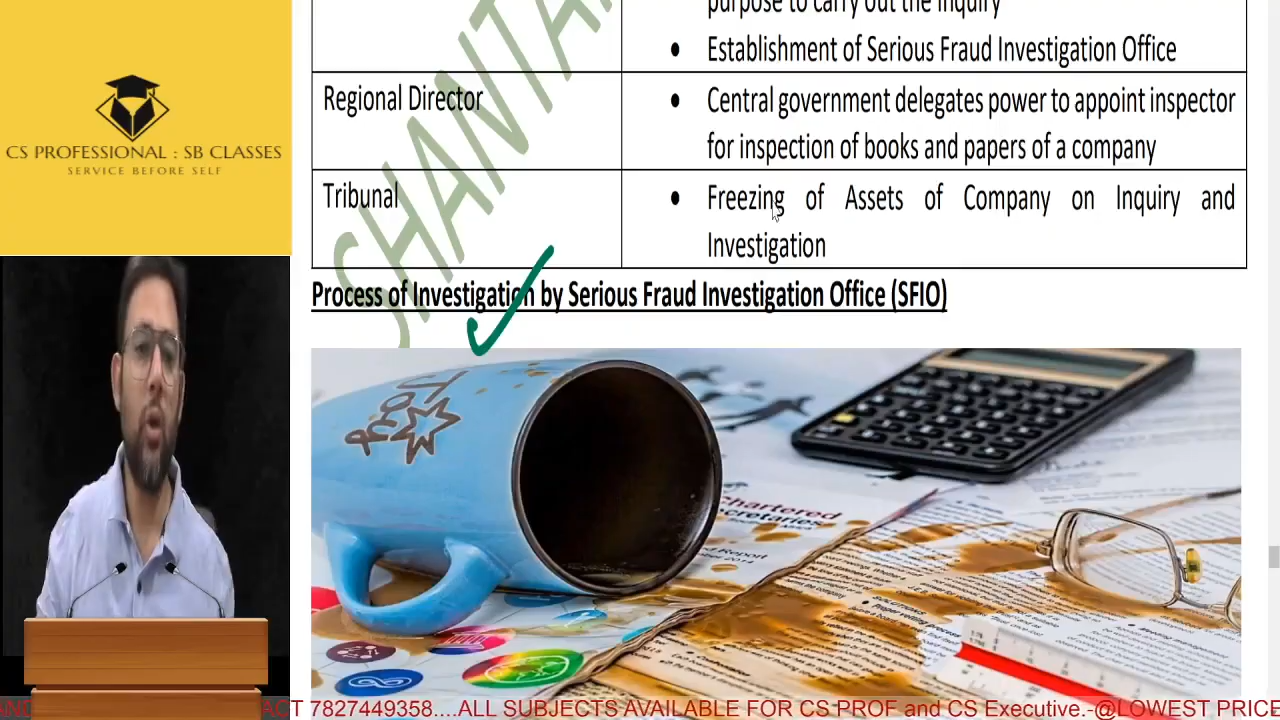 purpose to carry out the inquiry
• Establishment of Serious Fraud Investigation Office
Regional Director
• Central government delegates power to appoint inspector
for inspection of books and papers of a company
Tribunal
• Freezing of Assets of Company on Inquiry and
Investigation
SHANTA
Process of Investigation by Serious Fraud Investigation Office (SFIO)
CS PROFESSIONAL : SB CLASSES
SERVICE BEFORE SELF
chartered
secretaries
Report
ACT 7827449358....ALL SUBJECTS AVAILABLE FOR CS PROF and CS Executive.-@LOWEST PRICE